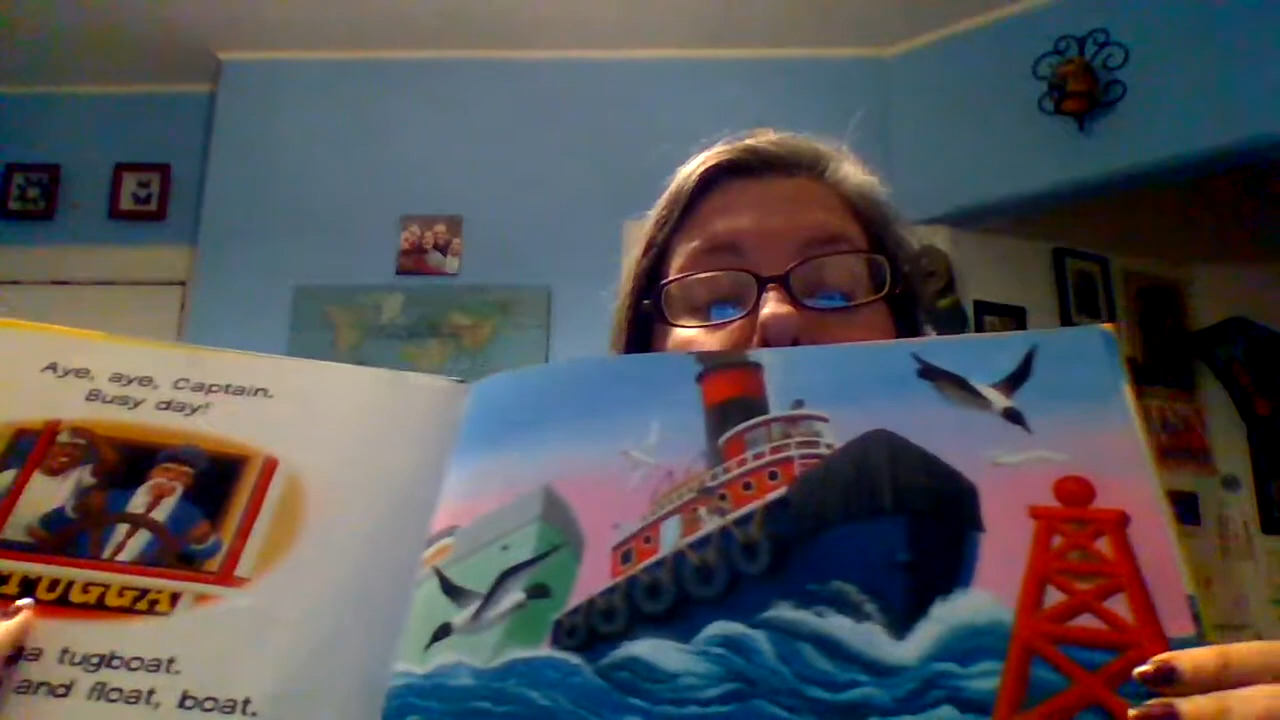 Aye, aye, Captain.
Busy day!
TUGGA
tugboat.
and float, boat.